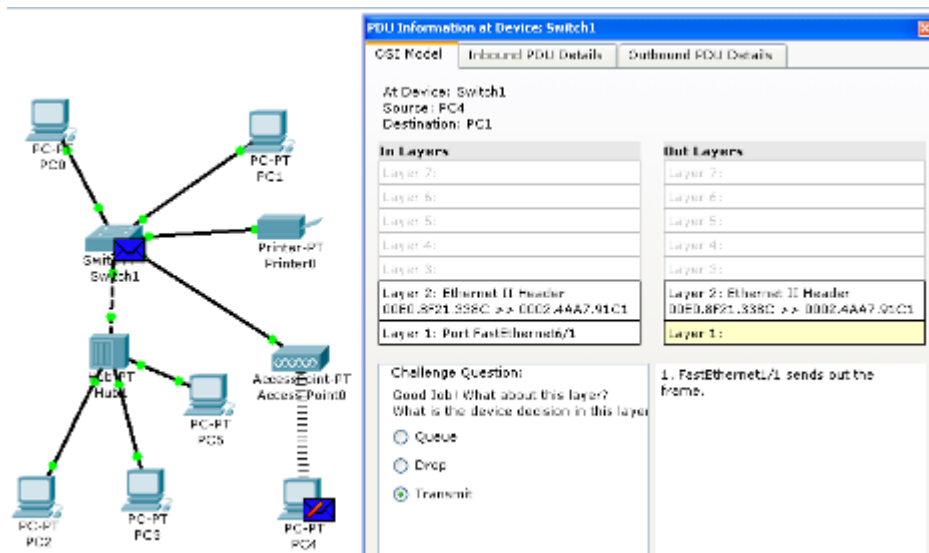 PDU Information at Device: Switch1
OSI Model
Inbound PDU Details
Outbound PDU Details
At Device: Switch1
Source: PC4
Destination: PC1
In Layers
Layer 7:
Layer 6:
Layer 5:
Layer 4:
Layer 3:
Layer 2: Ethernet II Header
00E0.8F21.338C >> 0002.4AA7.91C1
Layer 1: Port FastEthernet6/1
Out Layers
Layer 7:
Layer 6:
Layer 5:
Layer 4:
Layer 3:
Layer 2: Ethernet II Header
00E0.8F21.338C >> 0002.4AA7.91C1
Layer 1:
Challenge Question:
Good Job! What about this layer?
What is the device decision in this layer
Queue
Drop
Transmit
1. FastEthernet1/1 sends out the
frame.
PC-PT
PC0
PC-PT
PC1
Printer-PT
Printer0
Switch1
Hub1
AccessPoint-PT
Access Point0
PC-PT
PC5
PC-PT
PC2
PC-PT
PC3
PC-PT
PC4